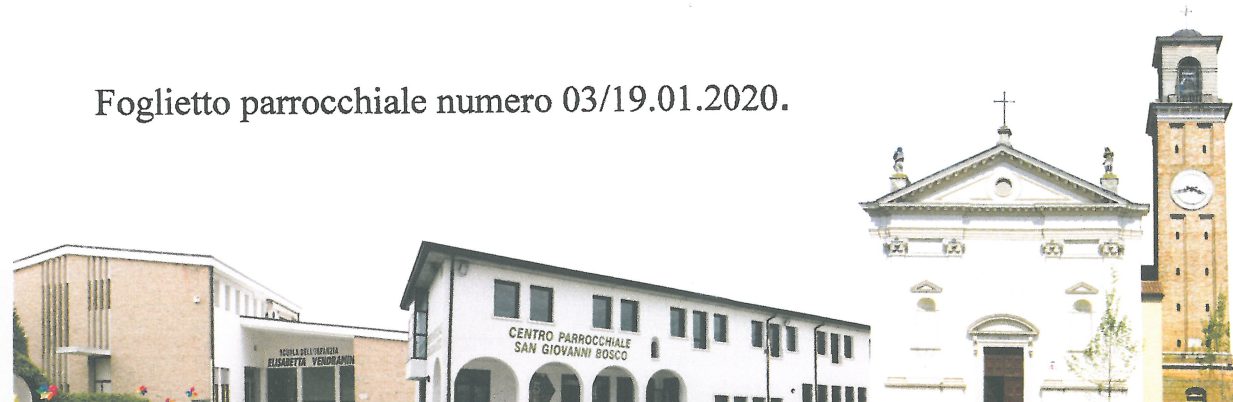 Foglietto parrocchiale numero 03/19.01.2020.
SCUOLA DELL'INFANZIA
ELISABETTA VENDRAMIN
CENTRO PARROCCHIALE
SAN GIOVANNI BOSCO